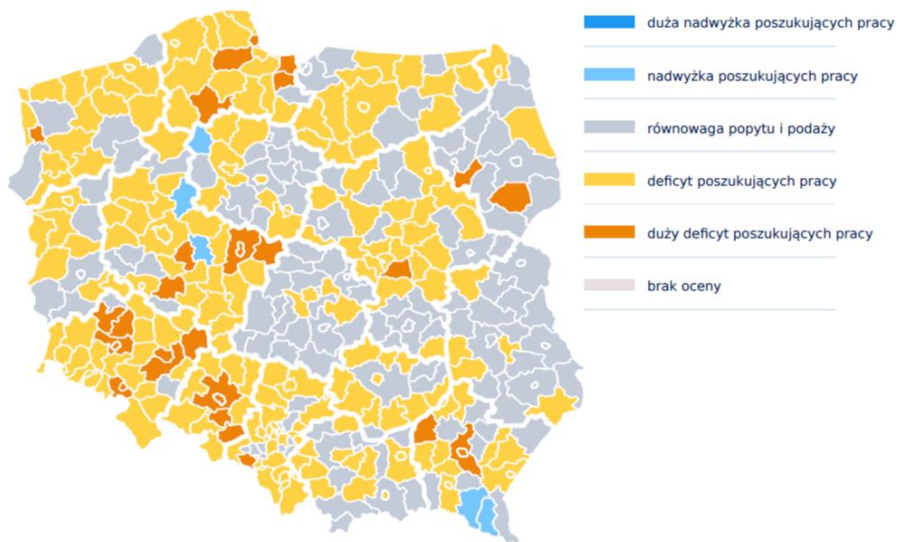 duża nadwyżka poszukujących pracy
nadwyżka poszukujących pracy
równowaga popytu i podaży
deficyt poszukujących pracy
duży deficyt poszukujących pracy
brak oceny